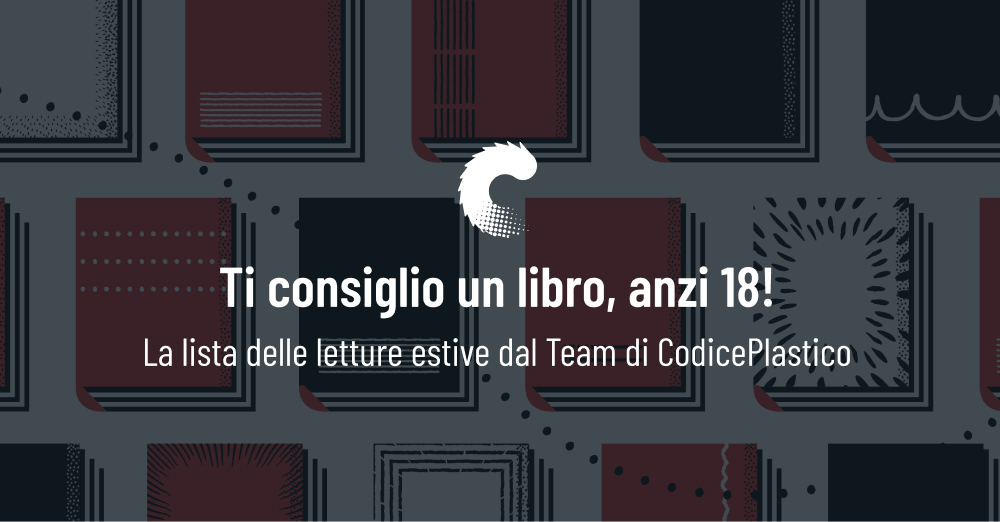 Ti consiglio un libro, anzi 18!
La lista delle letture estive dal Team di CodicePlastico